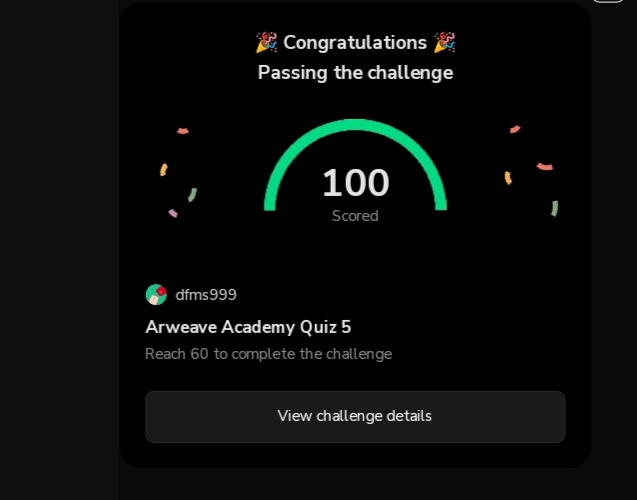 🎉 Congratulations 🎉
Passing the challenge
100
Scored
dfms999
Arweave Academy Quiz 5
Reach 60 to complete the challenge
View challenge details